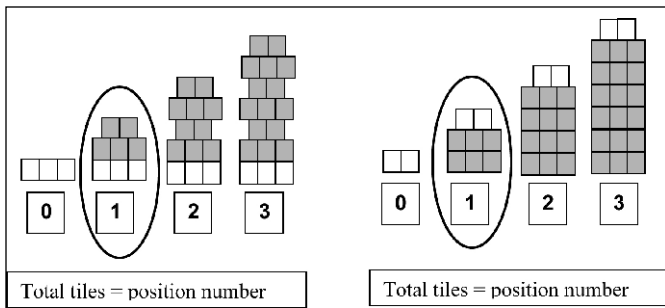 0 1 2 3
Total tiles = position number
0 1 2 3
Total tiles = position number